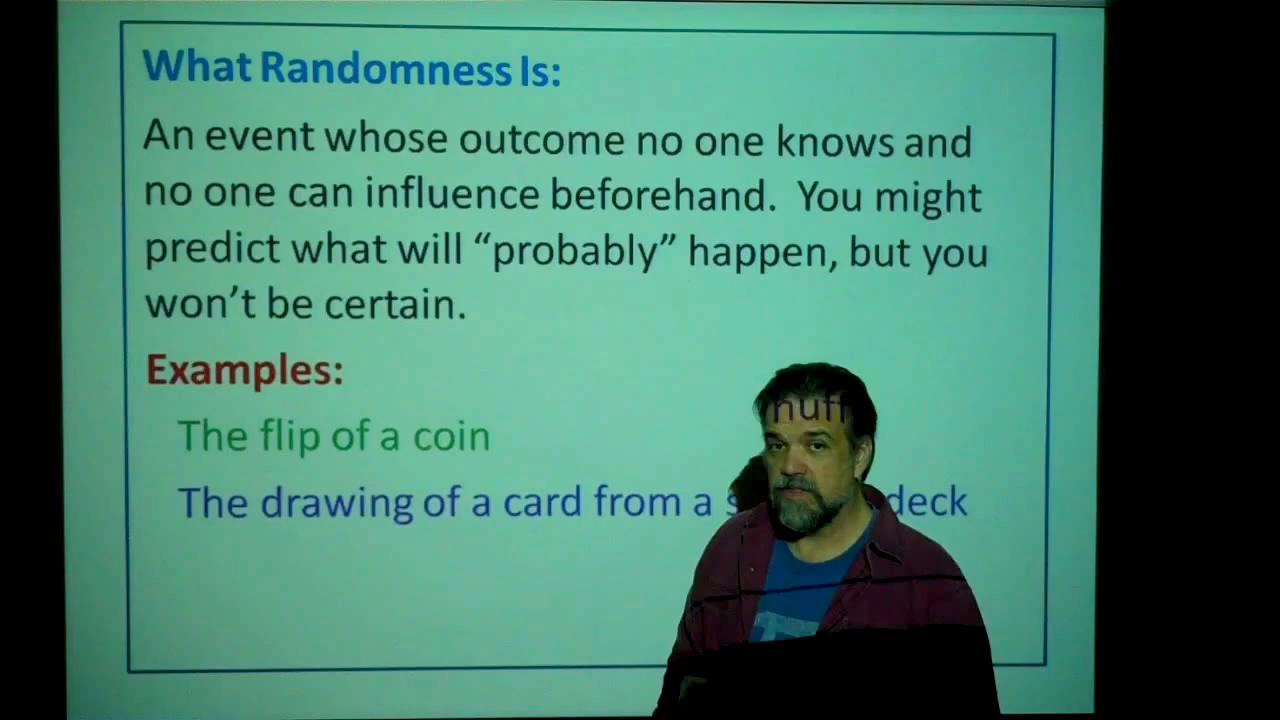 What Randomness Is:
An event whose outcome no one knows and
no one can influence beforehand. You might
predict what will “probably” happen, but you
won’t be certain.
Examples:
The flip of a coin
The drawing of a card from a s
nuff
deck